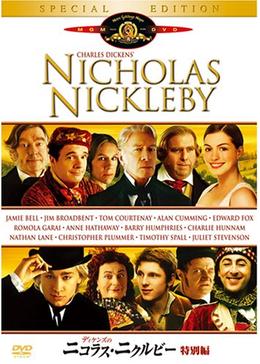 SPECIAL EDITION
MGM DVD
CHARLES DICKENS'
NICHOLAS
NICKLEBY
JAMIE BELL • JIM BROADBENT • TOM COURTENAY • ALAN CUMMING • EDWARD FOX
ROMOLA GARAI • ANNE HATHAWAY • BARRY HUMPHRIES • CHARLIE HUNNAM
NATHAN LANE • CHRISTOPHER PLUMMER • TIMOTHY SPALL • JULIET STEVENSON
ディケンズの
ニコラス・ニクルビー 特別編
DVD